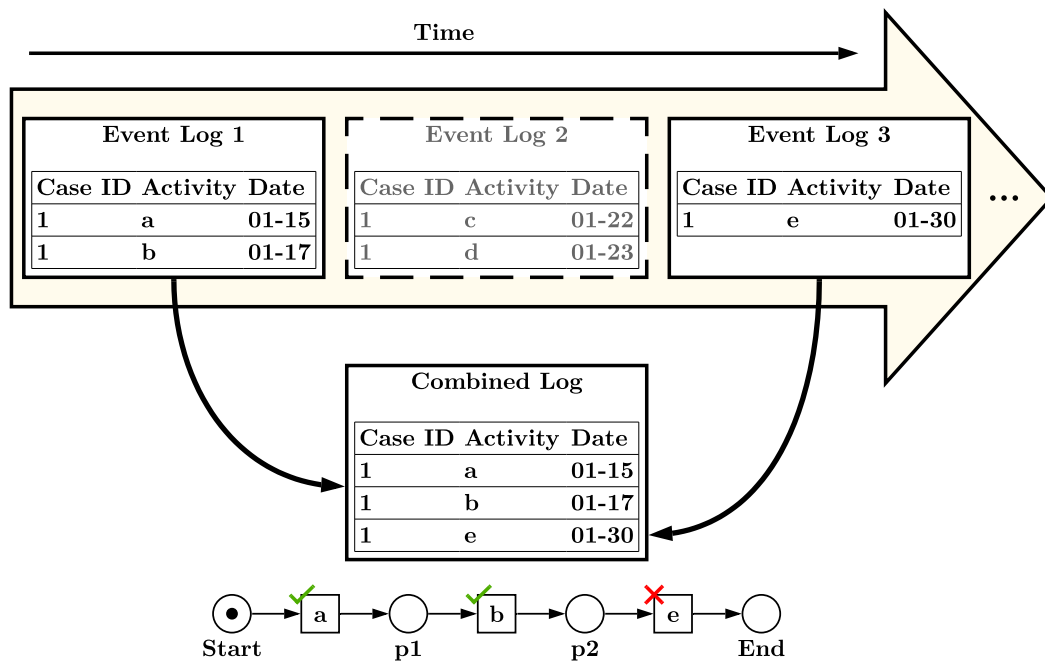 Time
Event Log 1
Case ID Activity Date
1 a 01-15
1 b 01-17
Event Log 2
Case ID Activity Date
1 c 01-22
1 d 01-23
Event Log 3
Case ID Activity Date
1 e 01-30
...
Combined Log
Case ID Activity Date
1 a 01-15
1 b 01-17
1 e 01-30
a b e
Start p1 p2 End